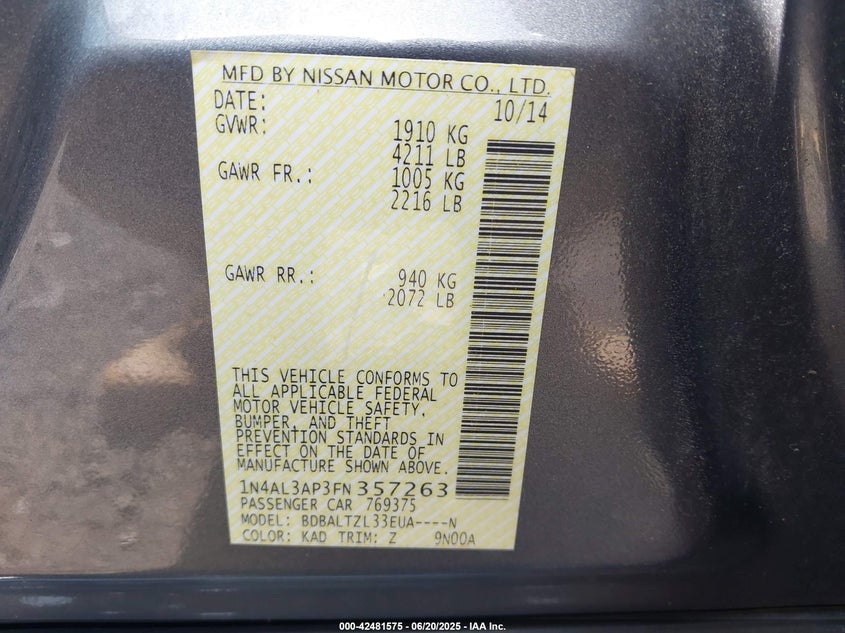 MFD BY NISSAN MOTOR CO., LTD.
DATE: 10/14
GVWR: 1910 KG
4211 LB
GAWR FR.: 1005 KG
2216 LB
GAWR RR.: 940 KG
2072 LB
THIS VEHICLE CONFORMS TO
ALL APPLICABLE FEDERAL
MOTOR VEHICLE SAFETY,
BUMPER, AND THEFT
PREVENTION STANDARDS IN
EFFECT ON THE DATE OF
MANUFACTURE SHOWN ABOVE.
1N4AL3AP3FN357263
PASSENGER CAR 769375
MODEL: BDBALTZL33EUA----N
COLOR: KAD TRIM: Z 9N00A
000-42481575 - 06/20/2025 - IAA Inc.